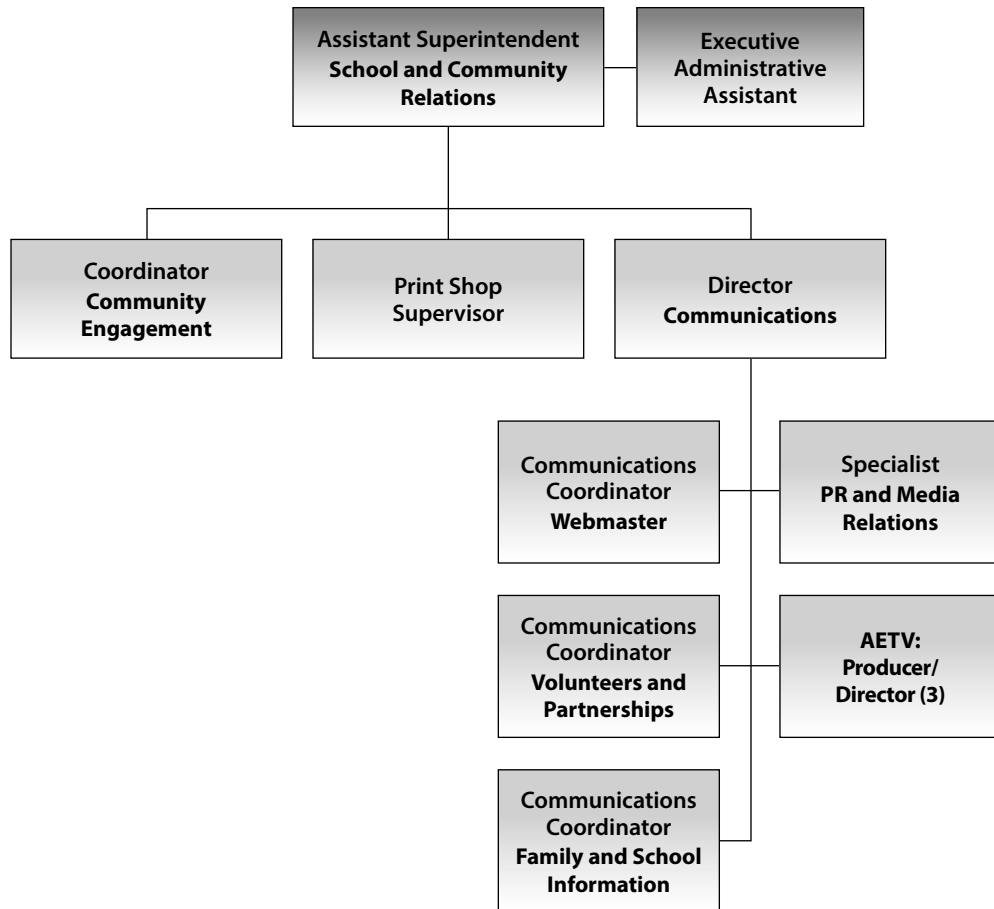 Assistant Superintendent
School and Community
Relations
Executive
Administrative
Assistant
Coordinator
Community
Engagement
Print Shop
Supervisor
Director
Communications
Communications
Coordinator
Webmaster
Specialist
PR and Media
Relations
Communications
Coordinator
Volunteers and
Partnerships
AETV:
Producer/
Director (3)
Communications
Coordinator
Family and School
Information